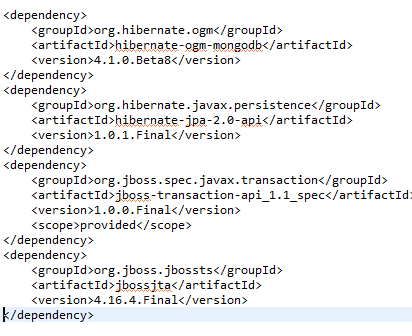 <dependency>
<groupId>org.hibernate.ogm</groupId>
<artifactId>hibernate-ogm-mongodb</artifactId>
<version>4.1.0.Beta8</version>
</dependency>
<dependency>
<groupId>org.hibernate.javax.persistence</groupId>
<artifactId>hibernate-jpa-2.0-api</artifactId>
<version>1.0.1.Final</version>
</dependency>
<dependency>
<groupId>org.jboss.spec.javax.transaction</groupId>
<artifactId>jboss-transaction-api_1.1_spec</artifactId>
<version>1.0.0.Final</version>
<scope>provided</scope>
</dependency>
<dependency>
<groupId>org.jboss.jbossts</groupId>
<artifactId>jbossjta</artifactId>
<version>4.16.4.Final</version>
</dependency>